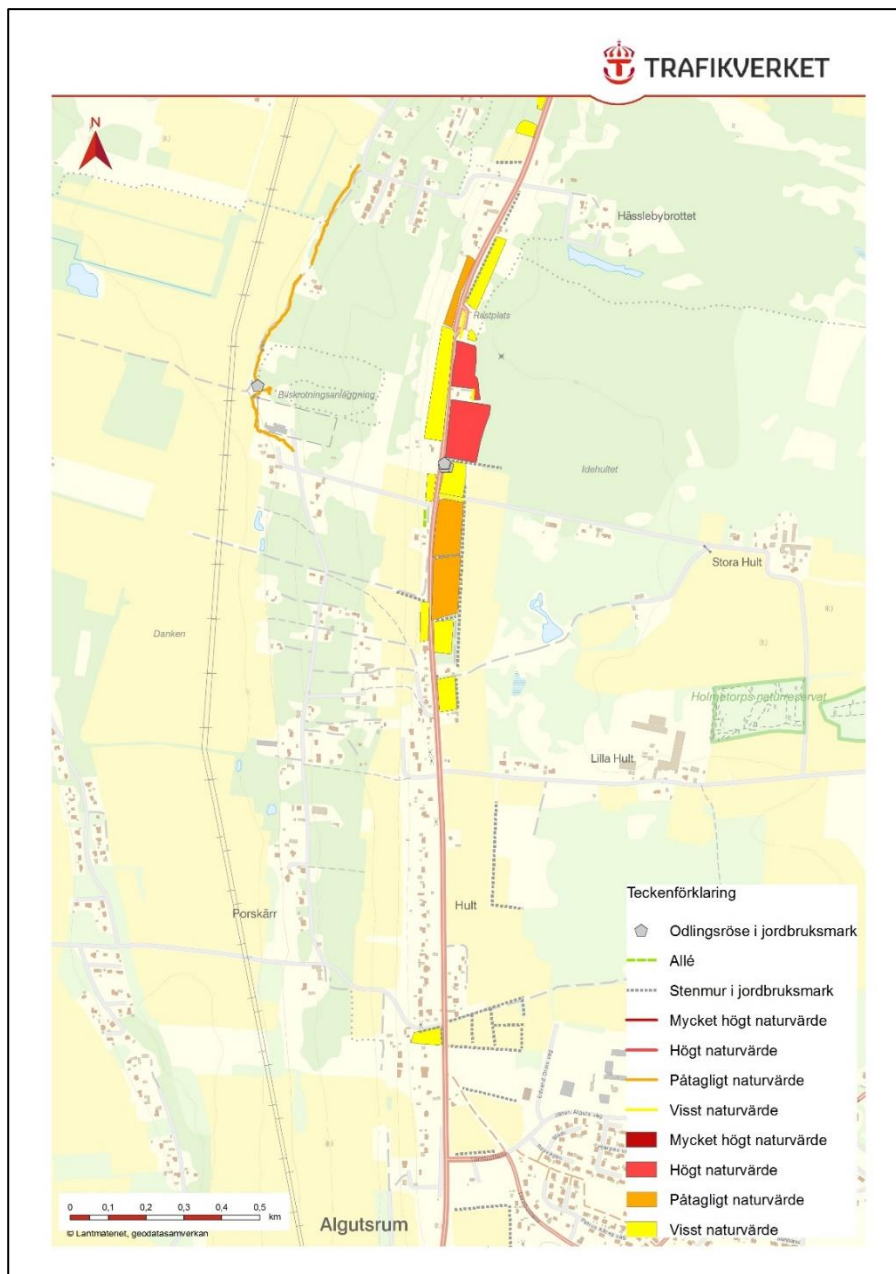 TRAFIKVERKET
N
Hässlebybrottet
Rastplats
Bilskrotningsanläggning
Idehultet
Stora Hult
Danken
Holmetorps naturreservat
Lilla Hult
Hult
Porskärr
Teckenförklaring
Odlingsröse i jordbruksmark
Allé
Stenmur i jordbruksmark
Mycket högt naturvärde
Högt naturvärde
Påtagligt naturvärde
Visst naturvärde
Mycket högt naturvärde
Högt naturvärde
Påtagligt naturvärde
Visst naturvärde
0 0,1 0,2 0,3 0,4 0,5
km
© Lantmäteriet, geodatasamverkan
Algutsrum